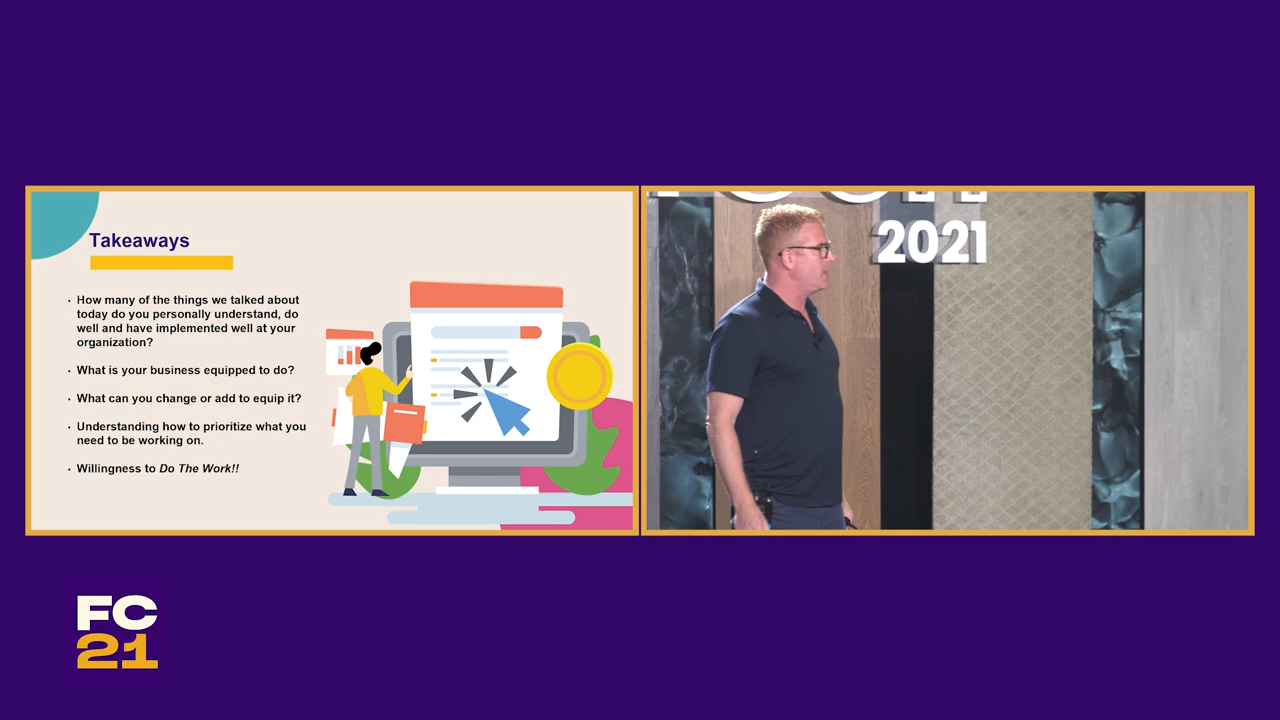 Takeaways
· How many of the things we talked about
today do you personally understand, do
well and have implemented well at your
organization?
· What is your business equipped to do?
· What can you change or add to equip it?
· Understanding how to prioritize what you
need to be working on.
· Willingness to Do The Work!!
2021
FC
21